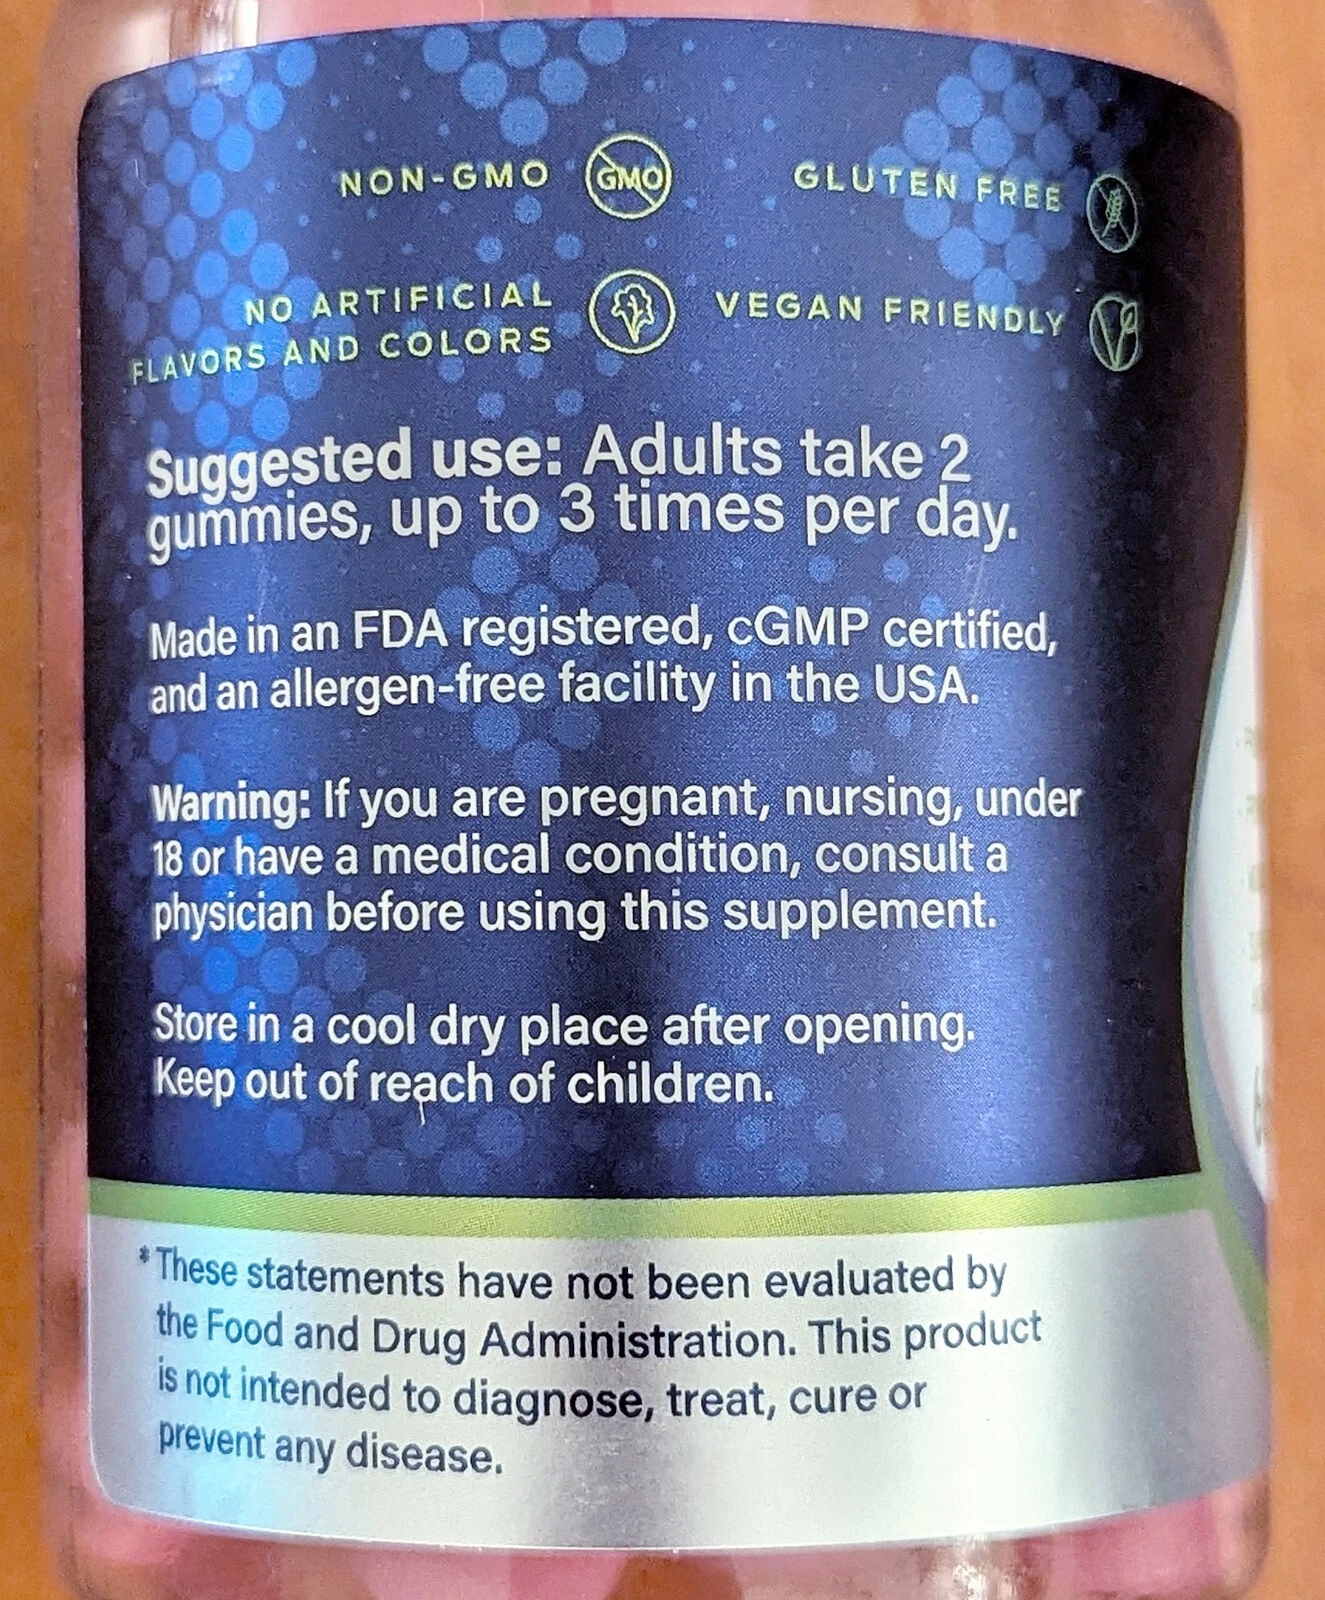 NON-GMO GMO GLUTEN FREE
NO ARTIFICIAL
FLAVORS AND COLORS
VEGAN FRIENDLY
Suggested use: Adults take 2
gummies, up to 3 times per day.
Made in an FDA registered, cGMP certified,
and an allergen-free facility in the USA.
Warning: If you are pregnant, nursing, under
18 or have a medical condition, consult a
physician before using this supplement.
Store in a cool dry place after opening.
Keep out of reach of children.
* These statements have not been evaluated by
the Food and Drug Administration. This product
is not intended to diagnose, treat, cure or
prevent any disease.